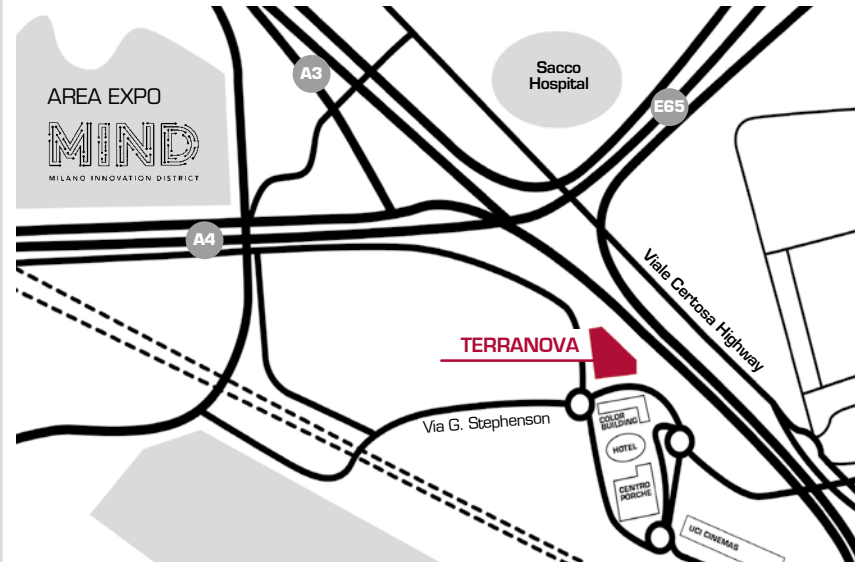 A3
Sacco
Hospital
AREA EXPO
E65
MIND
MILANO INNOVATION DISTRICT
A4
Viale Certosa Highway
TERRANOVA
COLOR
BUILDING
Via G. Stephenson
HOTEL
CENTRO
PORCHE
UCI CINEMAS